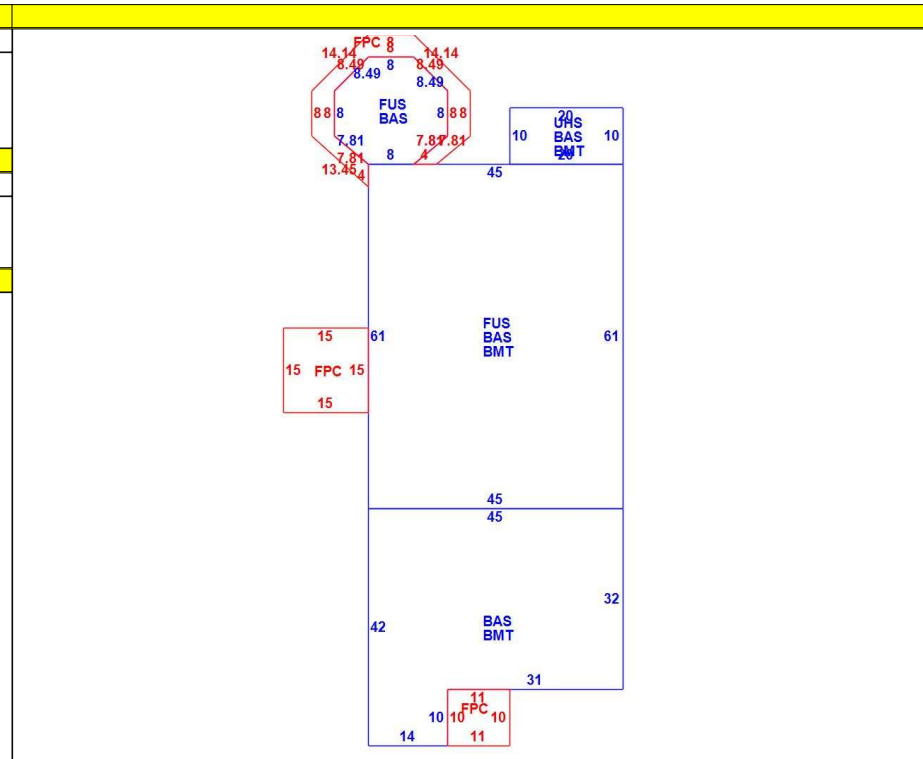 FPC 8
8
14.14 14.14
8.49 8 8.49
8.49 8.49
FUS
BAS
8 8 8 8 8 8
20
UHS
BAS
BMT
10 10
20
7.81 7.81 7.81
7.81 8 4
13.45 4
45
FUS
BAS
BMT
61 61
15
15 FPC 15
15
45
45
32
BAS
BMT
42
31
11
FPC
10 10 10
14 11